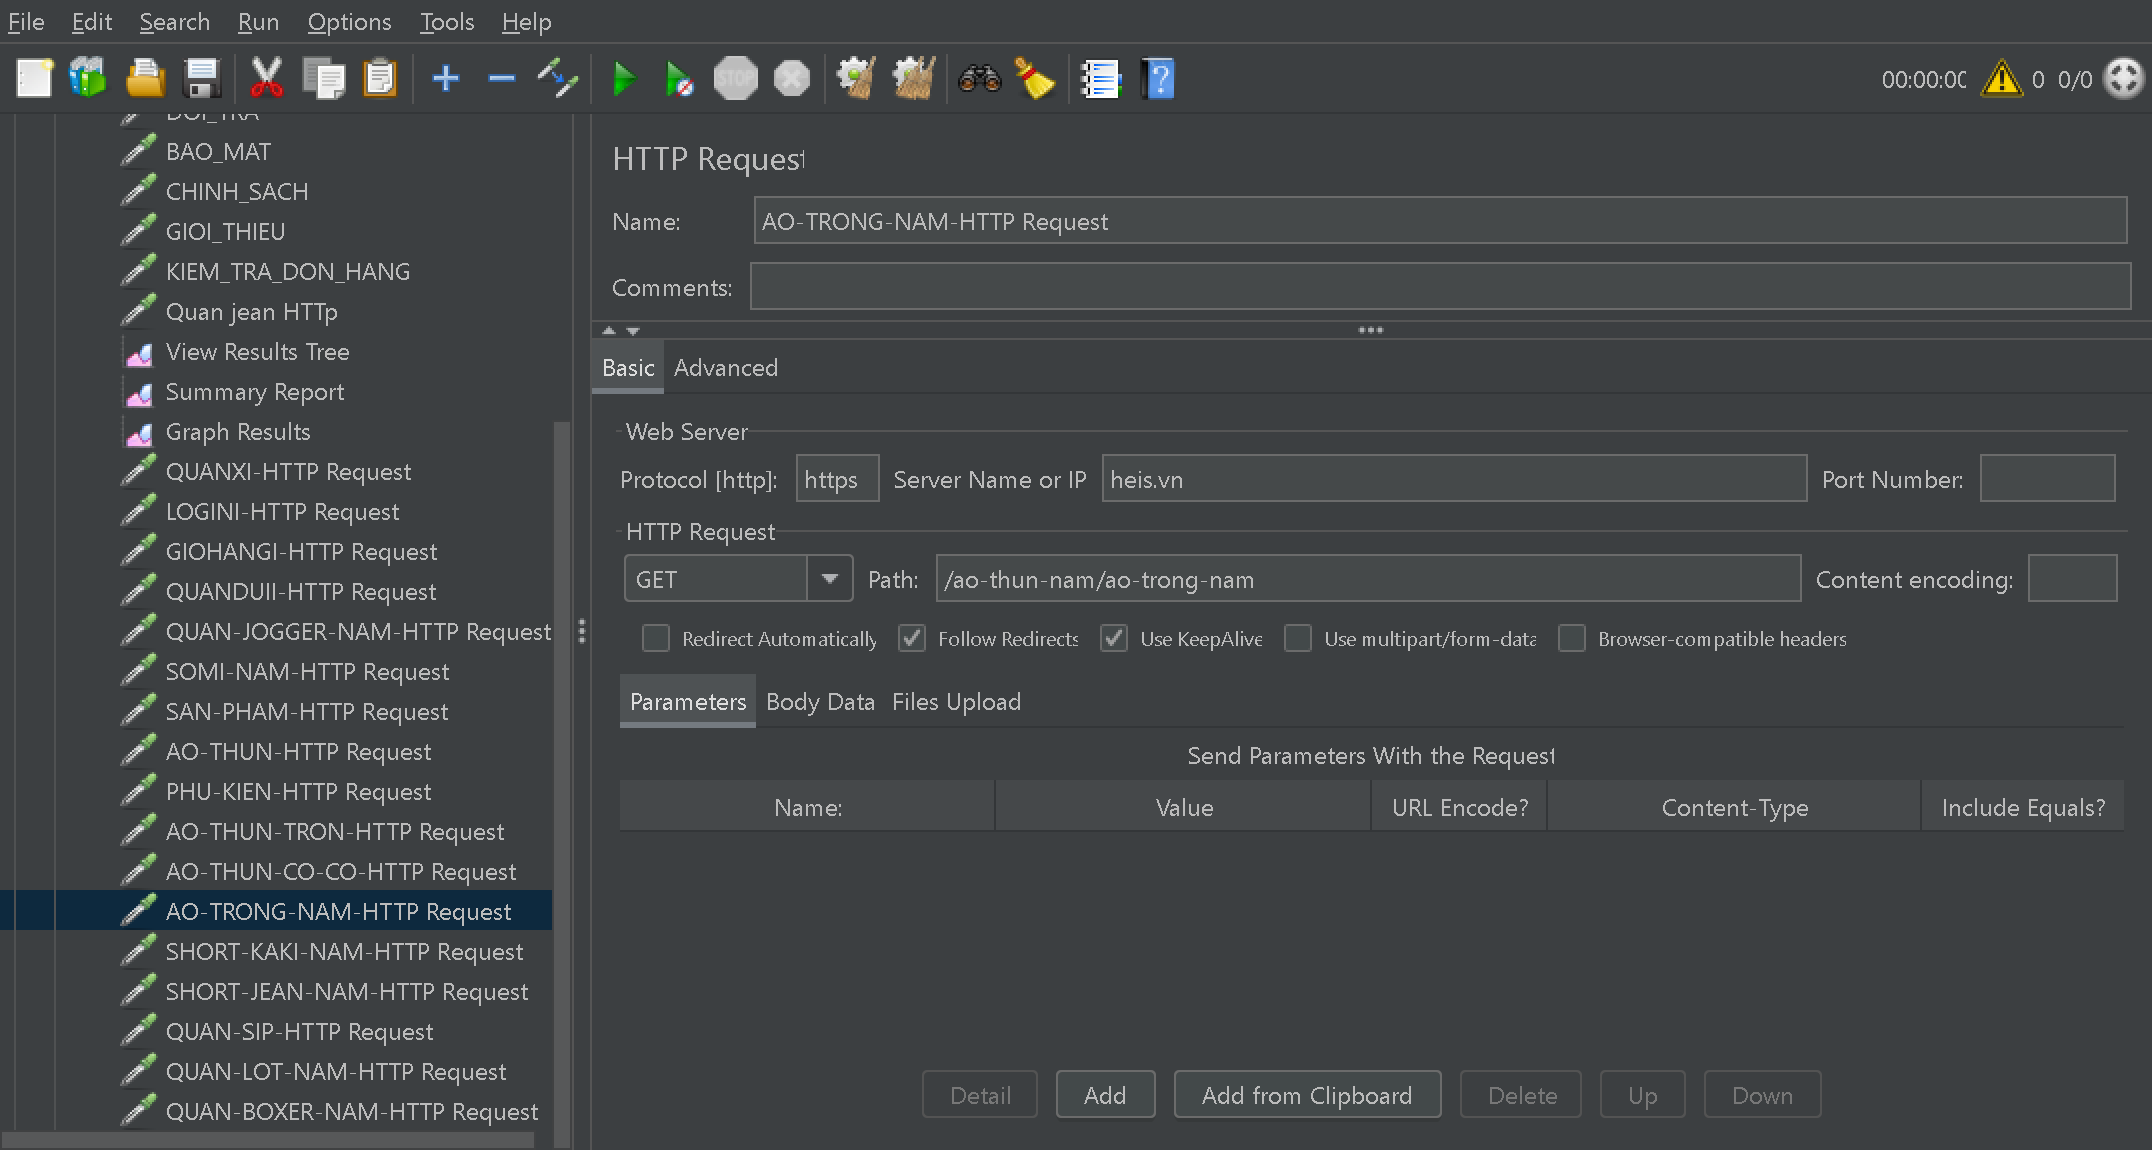 File Edit Search Run Options Tools Help
STOP
00:00:00 0 0/0
DOI_TRA
BAO_MAT
CHINH_SACH
GIOI_THIEU
KIEM_TRA_DON_HANG
Quan jean HTTp
View Results Tree
Summary Report
Graph Results
QUANXI-HTTP Request
LOGINI-HTTP Request
GIOHANGI-HTTP Request
QUANDUII-HTTP Request
QUAN-JOGGER-NAM-HTTP Request
SOMI-NAM-HTTP Request
SAN-PHAM-HTTP Request
AO-THUN-HTTP Request
PHU-KIEN-HTTP Request
AO-THUN-TRON-HTTP Request
AO-THUN-CO-CO-HTTP Request
AO-TRONG-NAM-HTTP Request
SHORT-KAKI-NAM-HTTP Request
SHORT-JEAN-NAM-HTTP Request
QUAN-SIP-HTTP Request
QUAN-LOT-NAM-HTTP Request
QUAN-BOXER-NAM-HTTP Request
HTTP Request
Name: AO-TRONG-NAM-HTTP Request
Comments:
Basic Advanced
Web Server
Protocol [http]: https Server Name or IP heis.vn Port Number:
HTTP Request
GET Path: /ao-thun-nam/ao-trong-nam Content encoding:
Redirect Automatically Follow Redirects Use KeepAlive Use multipart/form-data Browser-compatible headers
Parameters Body Data Files Upload
Send Parameters With the Request
Name: Value URL Encode? Content-Type Include Equals?
Detail Add Add from Clipboard Delete Up Down